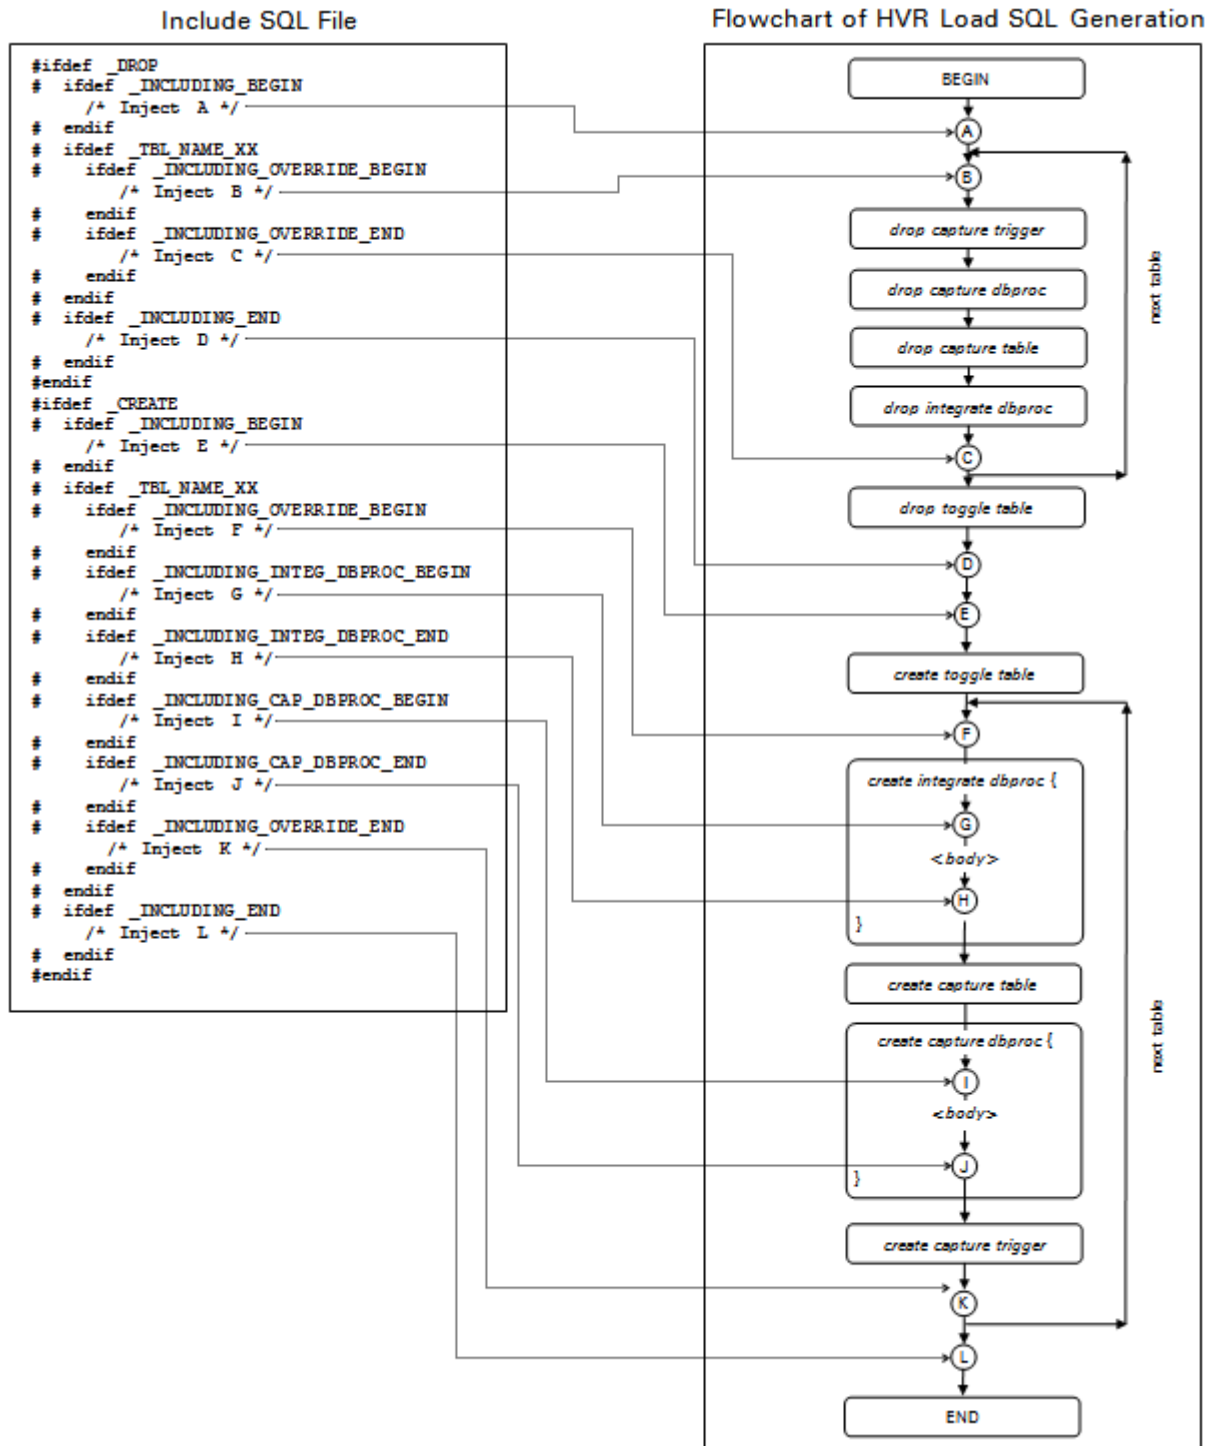 Include SQL File
#ifdef _DROP
#  ifdef _INCLUDING_BEGIN
/* Inject A */
#  endif
#  ifdef _TBL_NAME_XX
#    ifdef _INCLUDING_OVERRIDE_BEGIN
/* Inject B */
#    endif
#    ifdef _INCLUDING_OVERRIDE_END
/* Inject C */
#    endif
#  endif
#  ifdef _INCLUDING_END
/* Inject D */
#  endif
#endif
#ifdef _CREATE
#  ifdef _INCLUDING_BEGIN
/* Inject E */
#  endif
#  ifdef _TBL_NAME_XX
#    ifdef _INCLUDING_OVERRIDE_BEGIN
/* Inject F */
#    endif
#    ifdef _INCLUDING_INTEG_DBPROC_BEGIN
/* Inject G */
#    endif
#    ifdef _INCLUDING_INTEG_DBPROC_END
/* Inject H */
#    endif
#    ifdef _INCLUDING_CAP_DBPROC_BEGIN
/* Inject I */
#    endif
#    ifdef _INCLUDING_CAP_DBPROC_END
/* Inject J */
#    endif
#    ifdef _INCLUDING_OVERRIDE_END
/* Inject K */
#    endif
#  endif
#  ifdef _INCLUDING_END
/* Inject L */
#  endif
#endif
Flowchart of HVR Load SQL Generation
BEGIN
A
B
drop capture trigger
drop capture dbproc
drop capture table
drop integrate dbproc
C
next table
drop toggle table
D
E
create toggle table
F
create integrate dbproc {
G
<body>
H
}
create capture table
create capture dbproc {
I
<body>
J
}
create capture trigger
K
next table
L
END